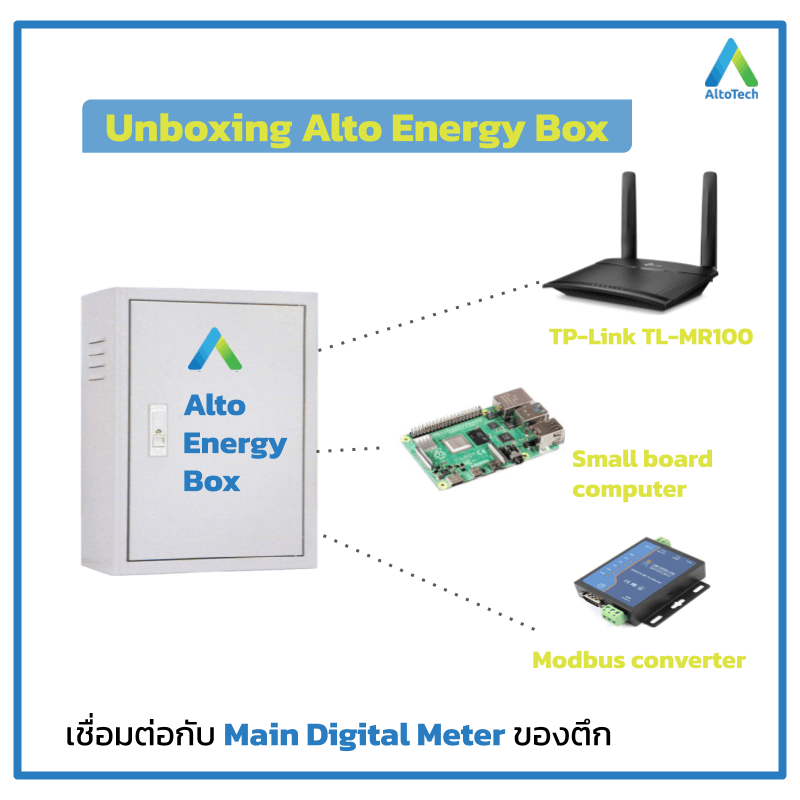 AltoTech
Unboxing Alto Energy Box
TP-Link TL-MR100
Alto
Energy
Box
Small board
computer
Modbus converter
เชื่อมต่อกับ Main Digital Meter ของตึก